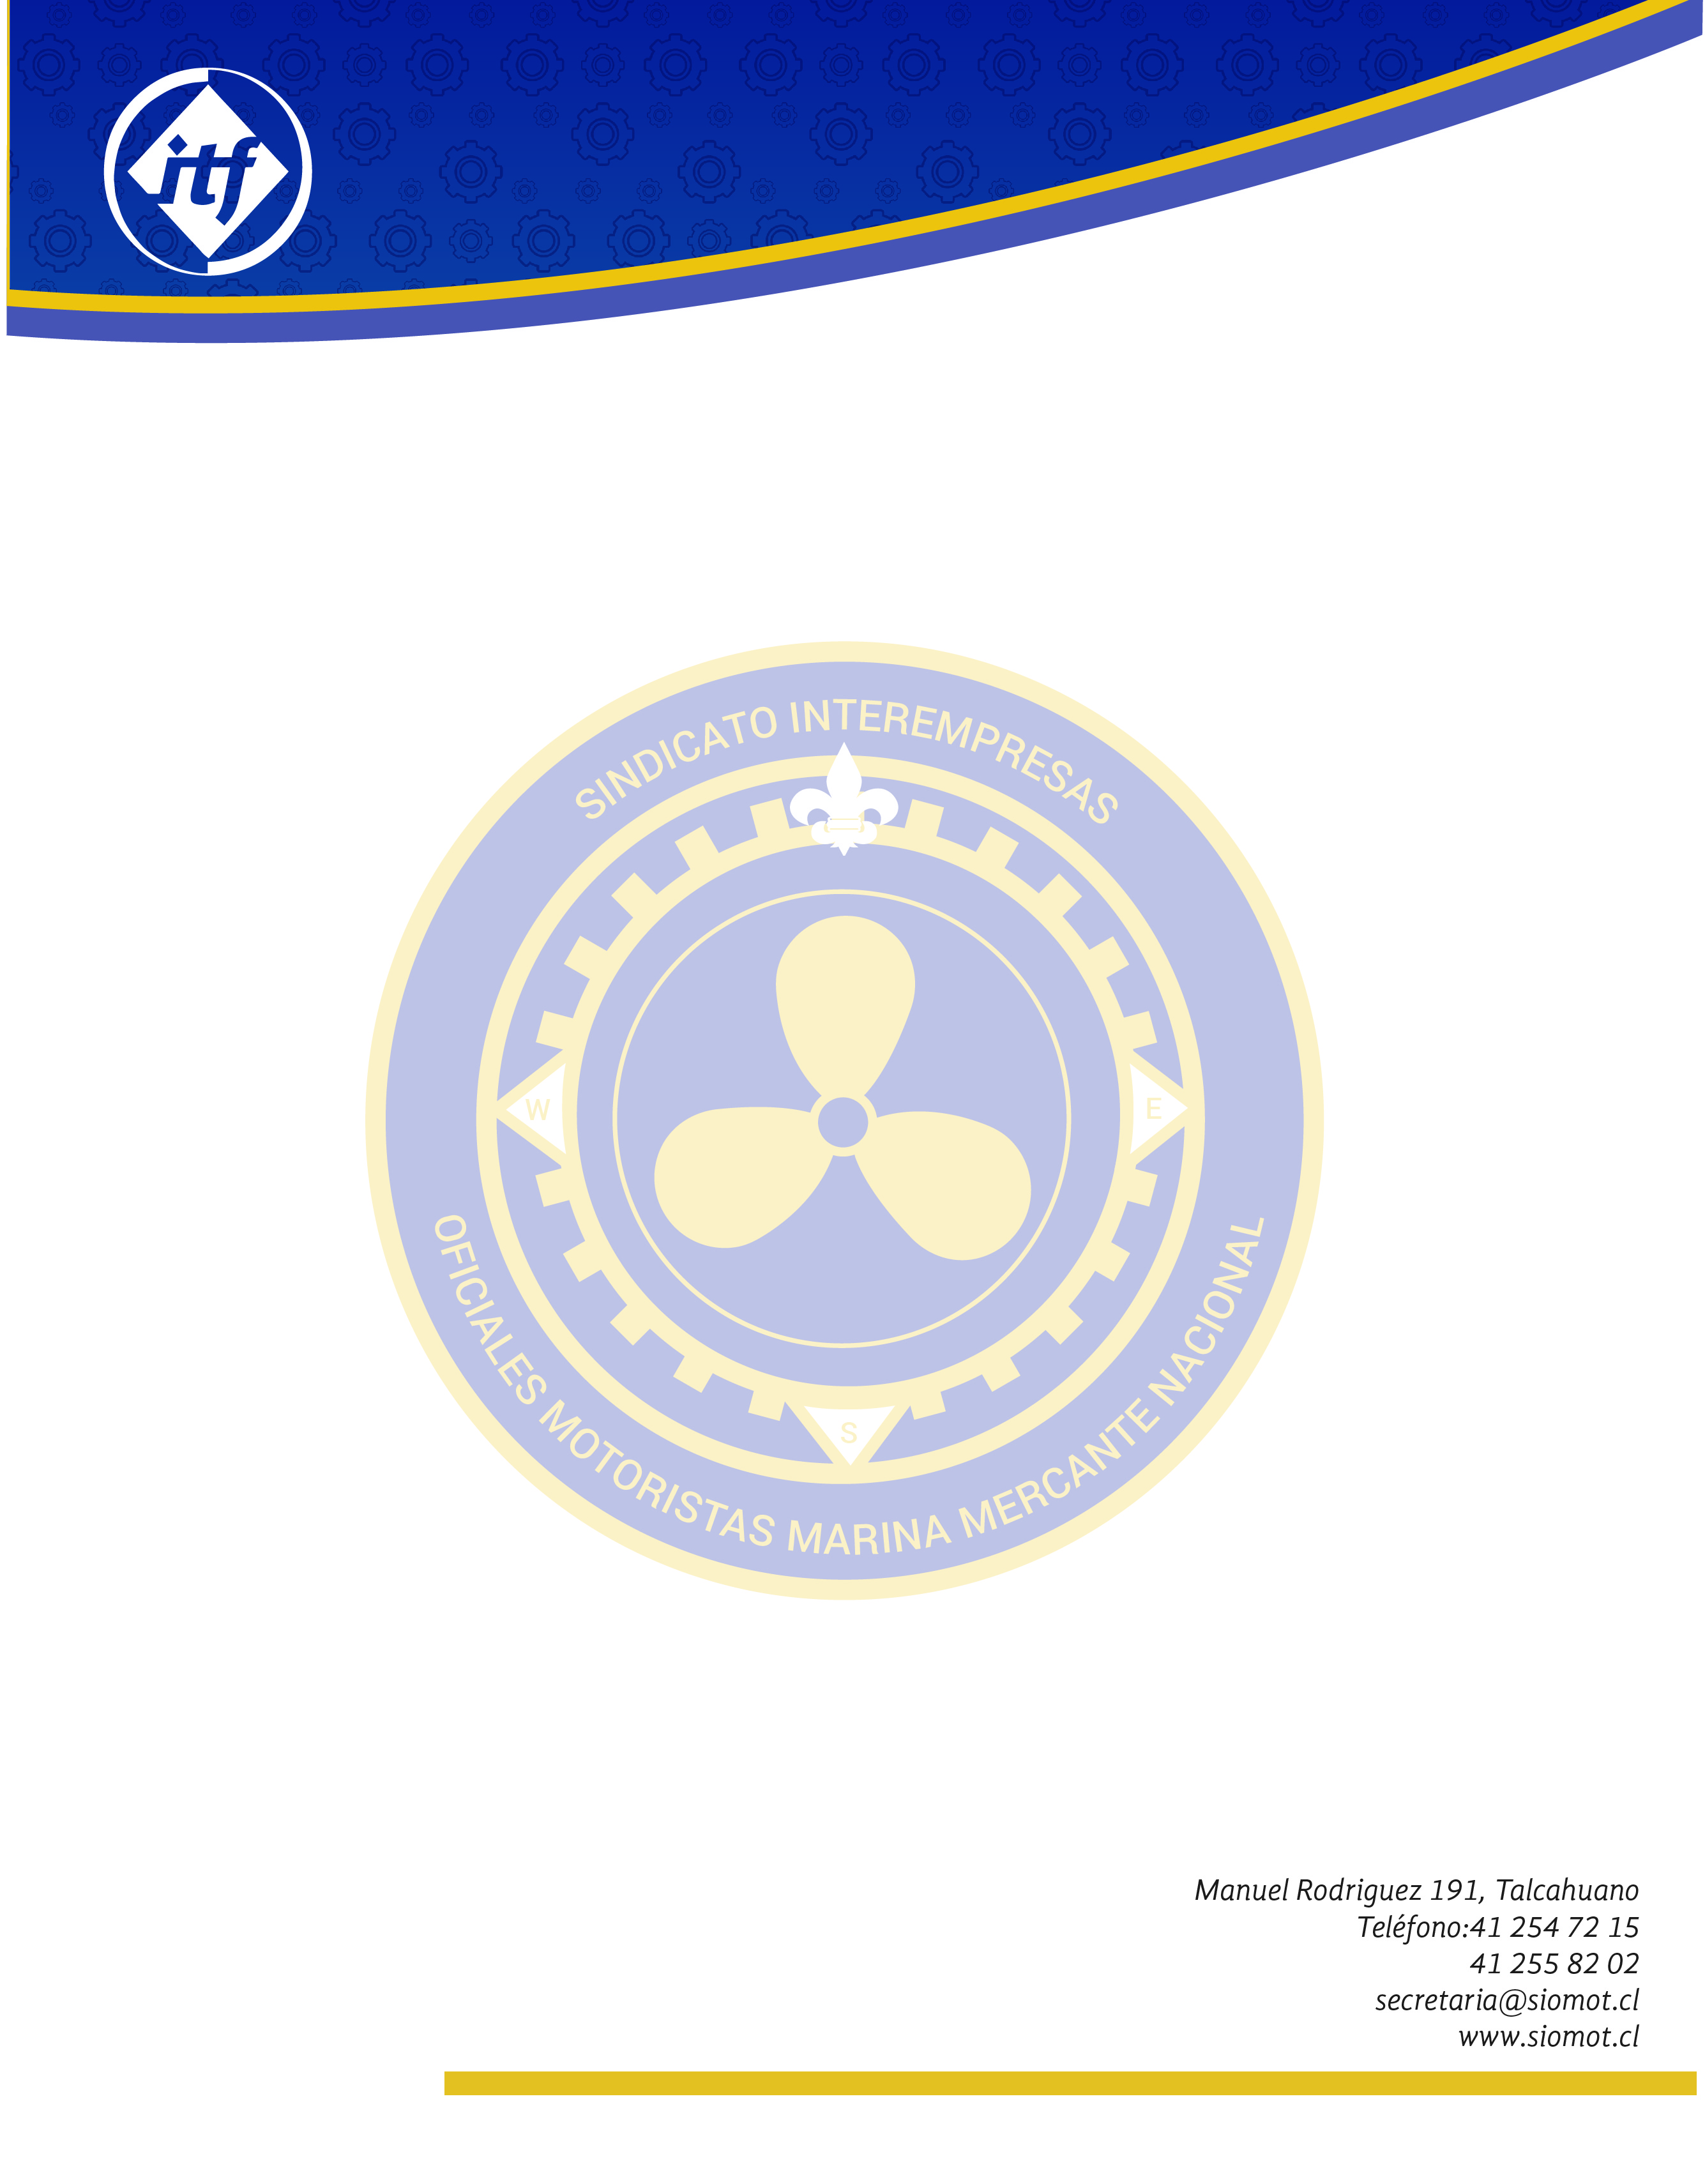 itf
SINDICATO INTEREMPRESAS
W
E
S
OFICIALES MOTORISTAS MARINA MERCANTE NACIONAL
Manuel Rodriguez 191, Talcahuano
Teléfono:41 254 72 15
41 255 82 02
secretaria@siomot.cl
www.siomot.cl